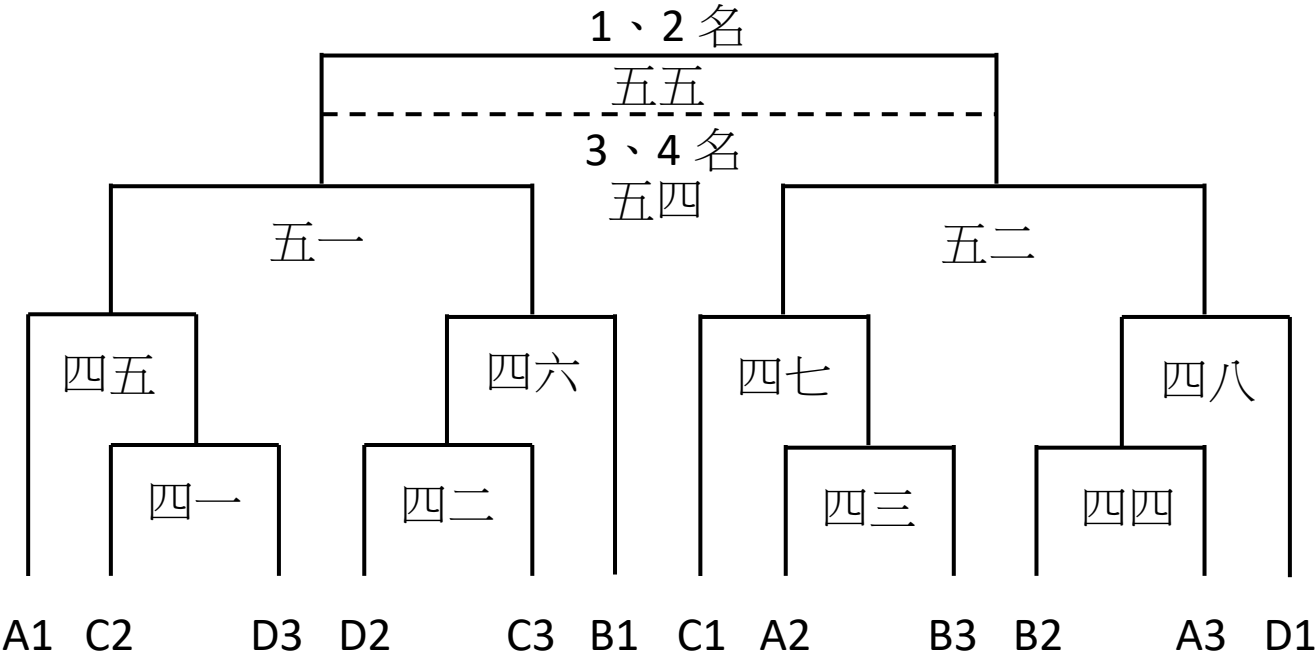 1、2 名
五五
3、4 名
五四
五一 五二
四五 四六 四七 四八
四一 四二 四三 四四
A1 C2 D3 D2 C3 B1 C1 A2 B3 B2 A3 D1